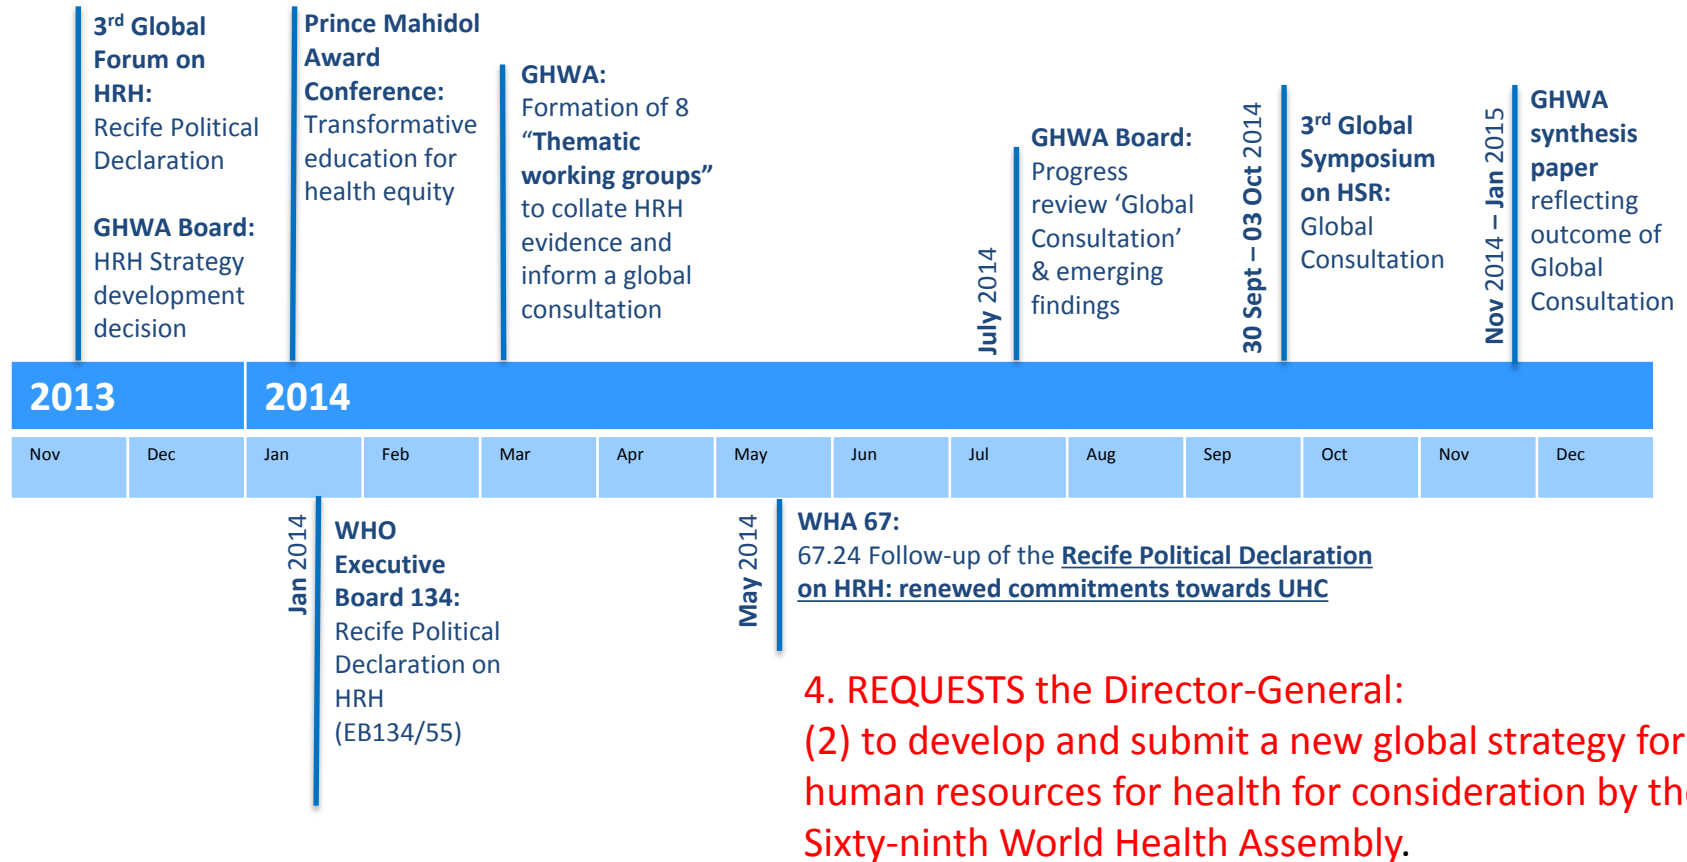 3rd Global
Forum on
HRH:
Recife Political
Declaration
GHWA Board:
HRH Strategy
development
decision
Prince Mahidol
Award
Conference:
Transformative
education for
health equity
GHWA:
Formation of 8
“Thematic
working groups”
to collate HRH
evidence and
inform a global
consultation
July 2014
GHWA Board:
Progress
review ‘Global
Consultation’
& emerging
findings
30 Sept – 03 Oct 2014
3rd Global
Symposium
on HSR:
Global
Consultation
Nov 2014 – Jan 2015
GHWA
synthesis
paper
reflecting
outcome of
Global
Consultation
2013 2014
Nov Dec Jan Feb Mar Apr May Jun Jul Aug Sep Oct Nov Dec
Jan 2014
WHO
Executive
Board 134:
Recife Political
Declaration on
HRH
(EB134/55)
May 2014
WHA 67:
67.24 Follow-up of the Recife Political Declaration
on HRH: renewed commitments towards UHC
4. REQUESTS the Director-General:
(2) to develop and submit a new global strategy for
human resources for health for consideration by the
Sixty-ninth World Health Assembly.